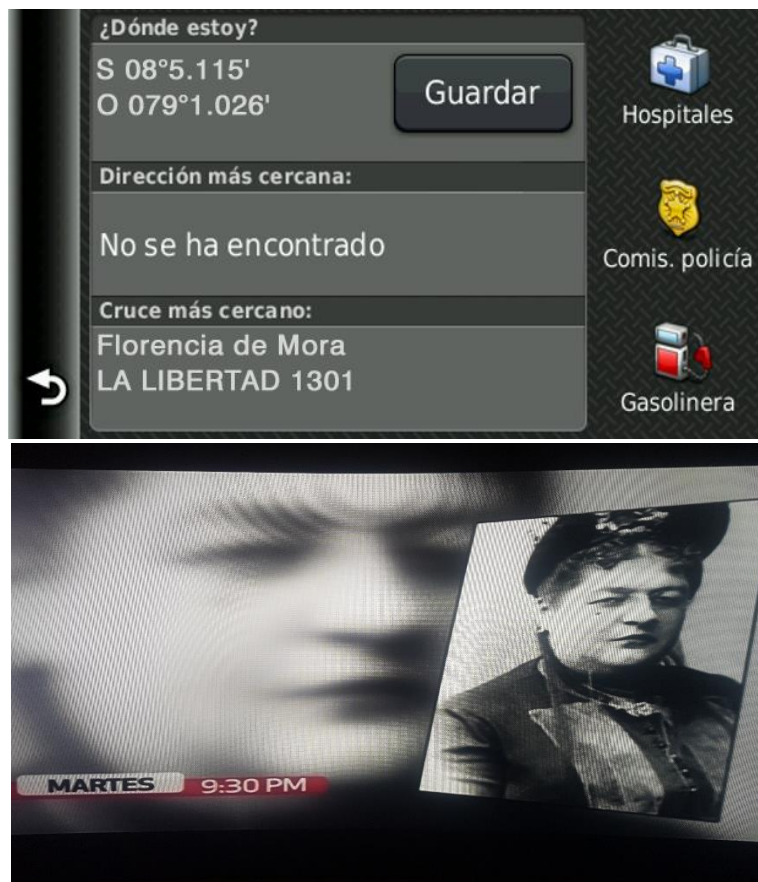 ¿Dónde estoy?
S 08°5.115'
O 079°1.026'
Guardar
Hospitales
Dirección más cercana:
No se ha encontrado
Comis. policía
Cruce más cercano:
Florencia de Mora
LA LIBERTAD 1301
Gasolinera
MARTES 9:30 PM